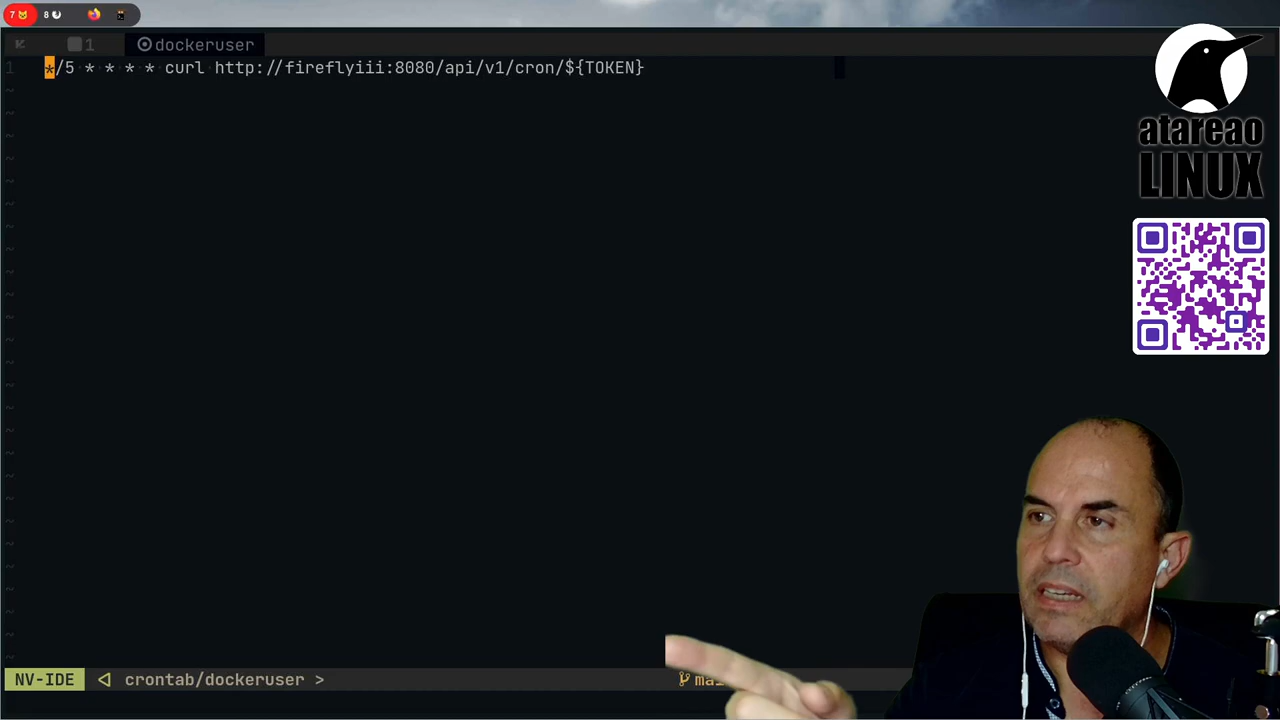 7 8
1 dockeruser
1 */5 * * * * curl http://fireflyiii:8080/api/v1/cron/${TOKEN}
atareao
LINUX
NV-IDE crontab/dockeruser >